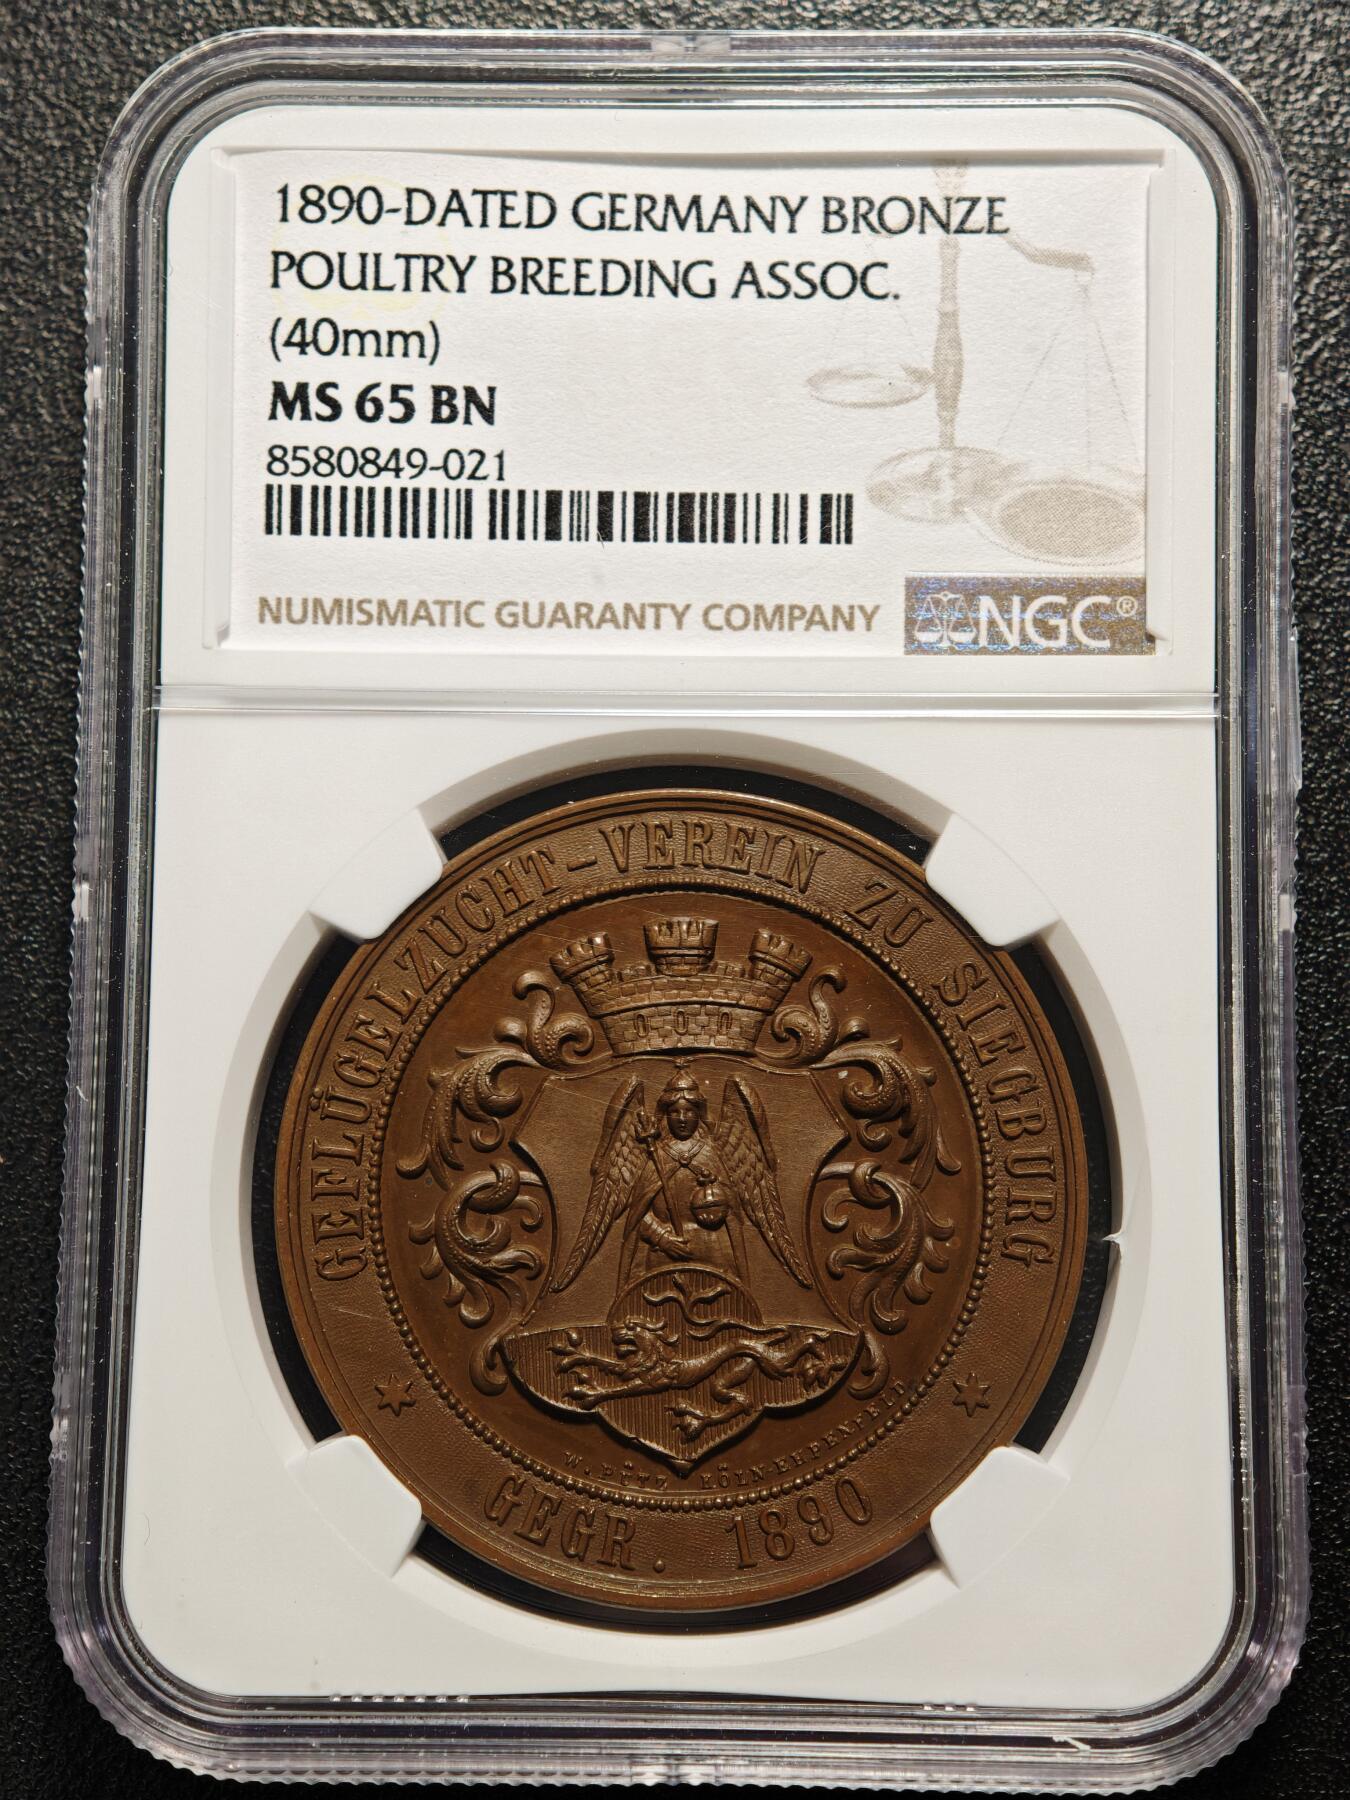 1890-DATED GERMANY BRONZE
POULTRY BREEDING ASSOC.
(40mm)
MS 65 BN
8580849-021
NUMISMATIC GUARANTY COMPANY
NGC®
GEFLÜGELZUCHT-VEREIN ZU SIEGBURG
W. PÜTZ KÖLN-EHRENFELD
GEGR. 1890